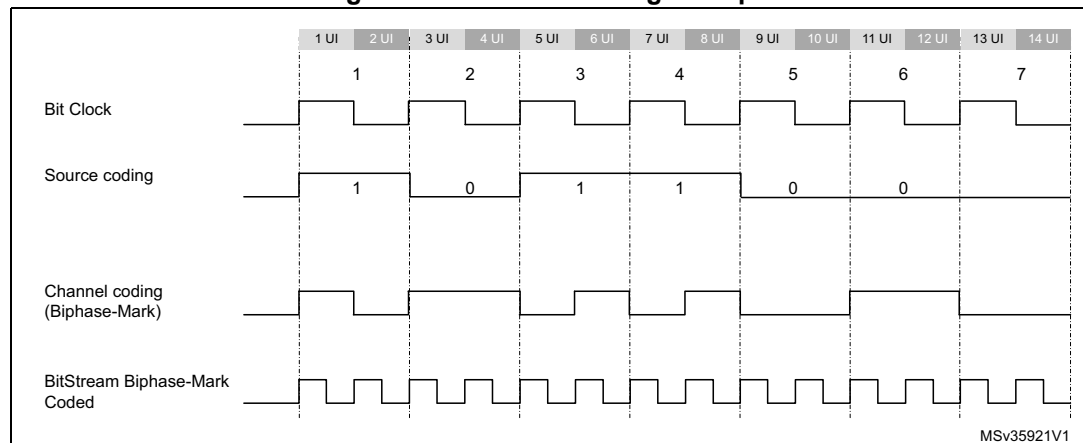 1 UI 2 UI 3 UI 4 UI 5 UI 6 UI 7 UI 8 UI 9 UI 10 UI 11 UI 12 UI 13 UI 14 UI
1 2 3 4 5 6 7
Bit Clock
Source coding
1 0 1 1 0 0
Channel coding
(Biphase-Mark)
BitStream Biphase-Mark
Coded
MSv35921V1